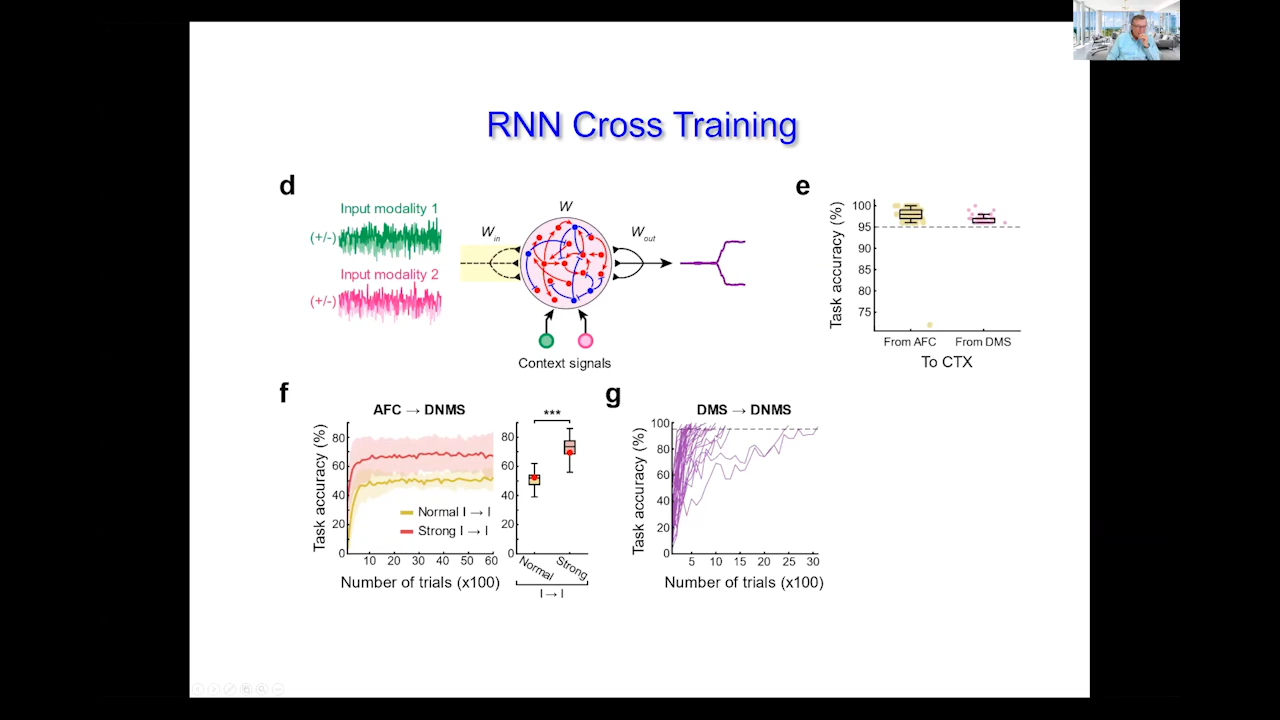 RNN Cross Training
d
Input modality 1
(+/-)
Input modality 2
(+/-)
W
W_in
W_out
Context signals
e
Task accuracy (%)
100
95
90
85
80
75
From AFC From DMS
To CTX
f
AFC → DNMS
Task accuracy (%)
80
60
40
20
0
Normal I → I
Strong I → I
10 20 30 40 50 60
Number of trials (x100)
***
80
60
40
20
0
Normal Strong
I → I
g
DMS → DNMS
Task accuracy (%)
100
80
60
40
20
0
5 10 15 20 25 30
Number of trials (x100)